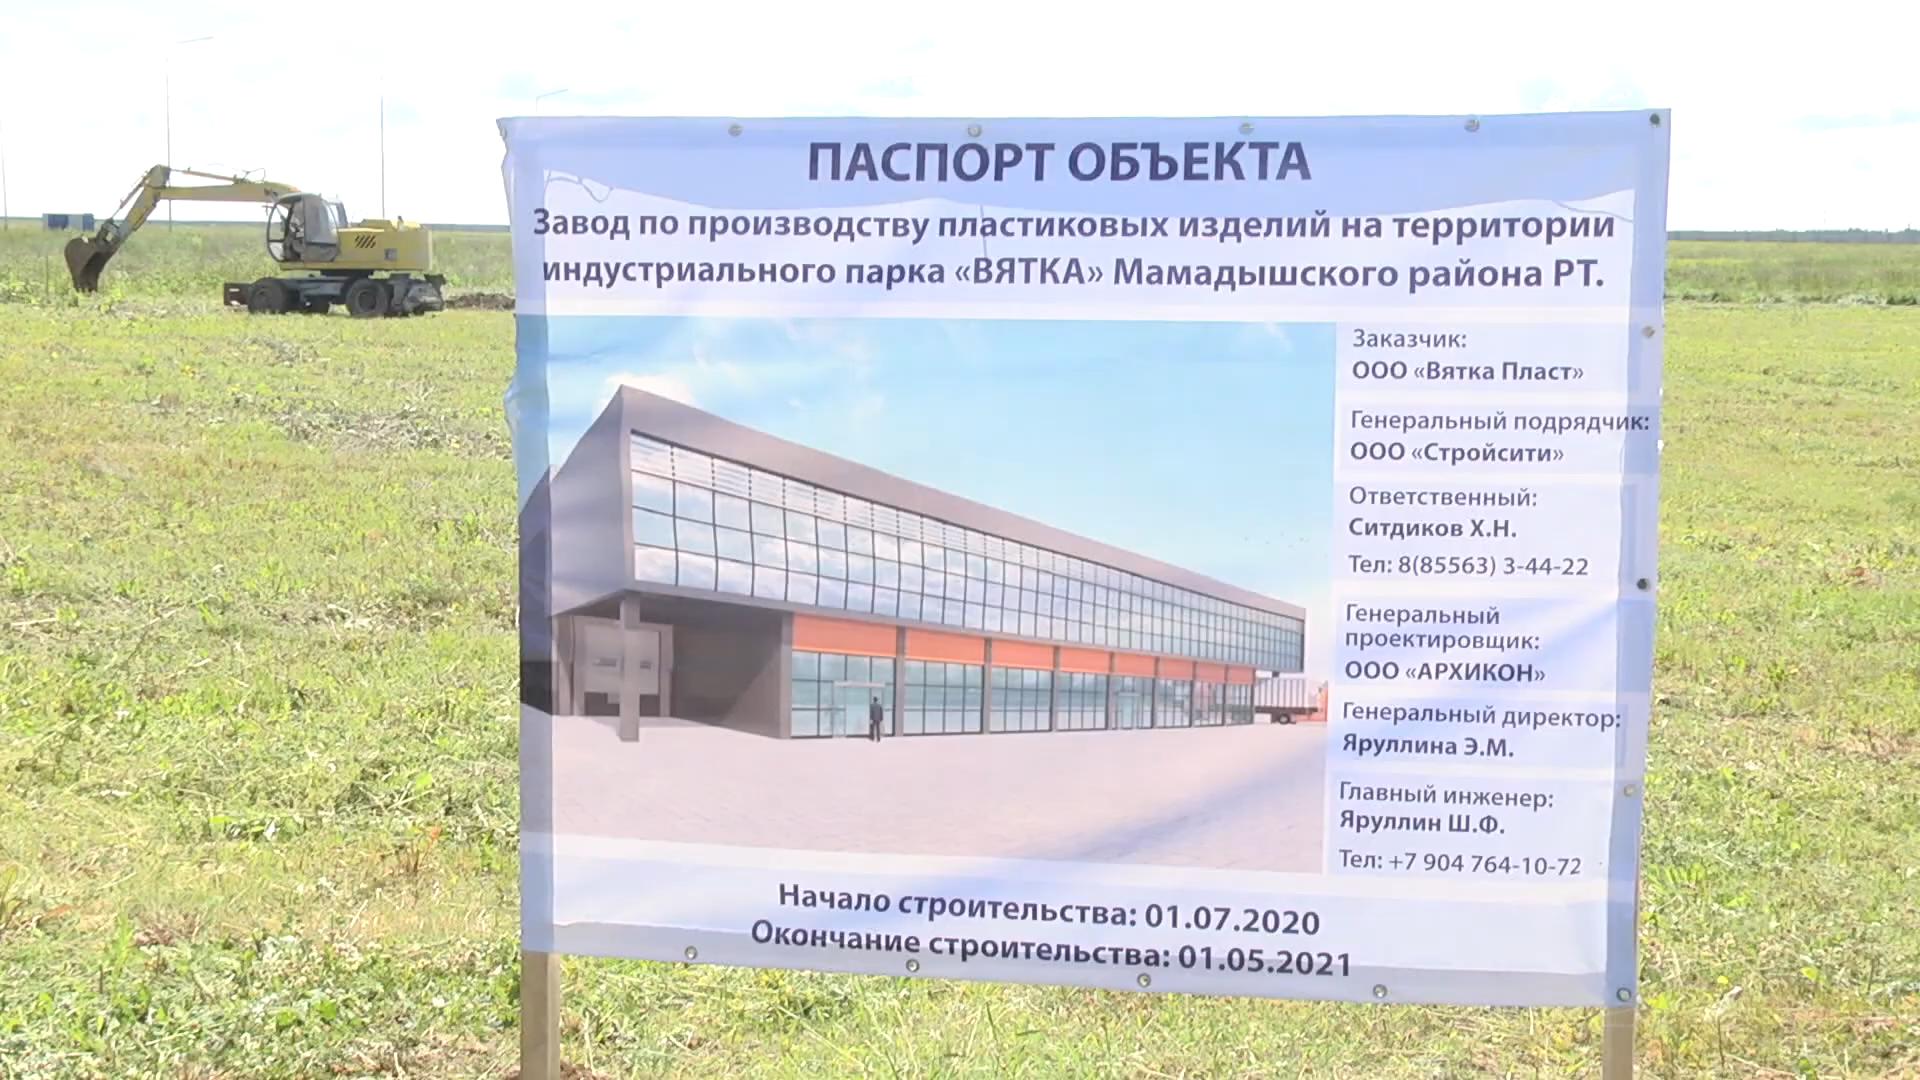 ПАСПОРТ ОБЪЕКТА
Завод по производству пластиковых изделий на территории
индустриального парка «ВЯТКА» Мамадышского района РТ.
Заказчик:
ООО «Вятка Пласт»
Генеральный подрядчик:
ООО «Стройсити»
Ответственный:
Ситдиков Х.Н.
Тел: 8(85563) 3-44-22
Генеральный
проектировщик:
ООО «АРХИКОН»
Генеральный директор:
Яруллина Э.М.
Главный инженер:
Яруллин Ш.Ф.
Тел: +7 904 764-10-72
Начало строительства: 01.07.2020
Окончание строительства: 01.05.2021